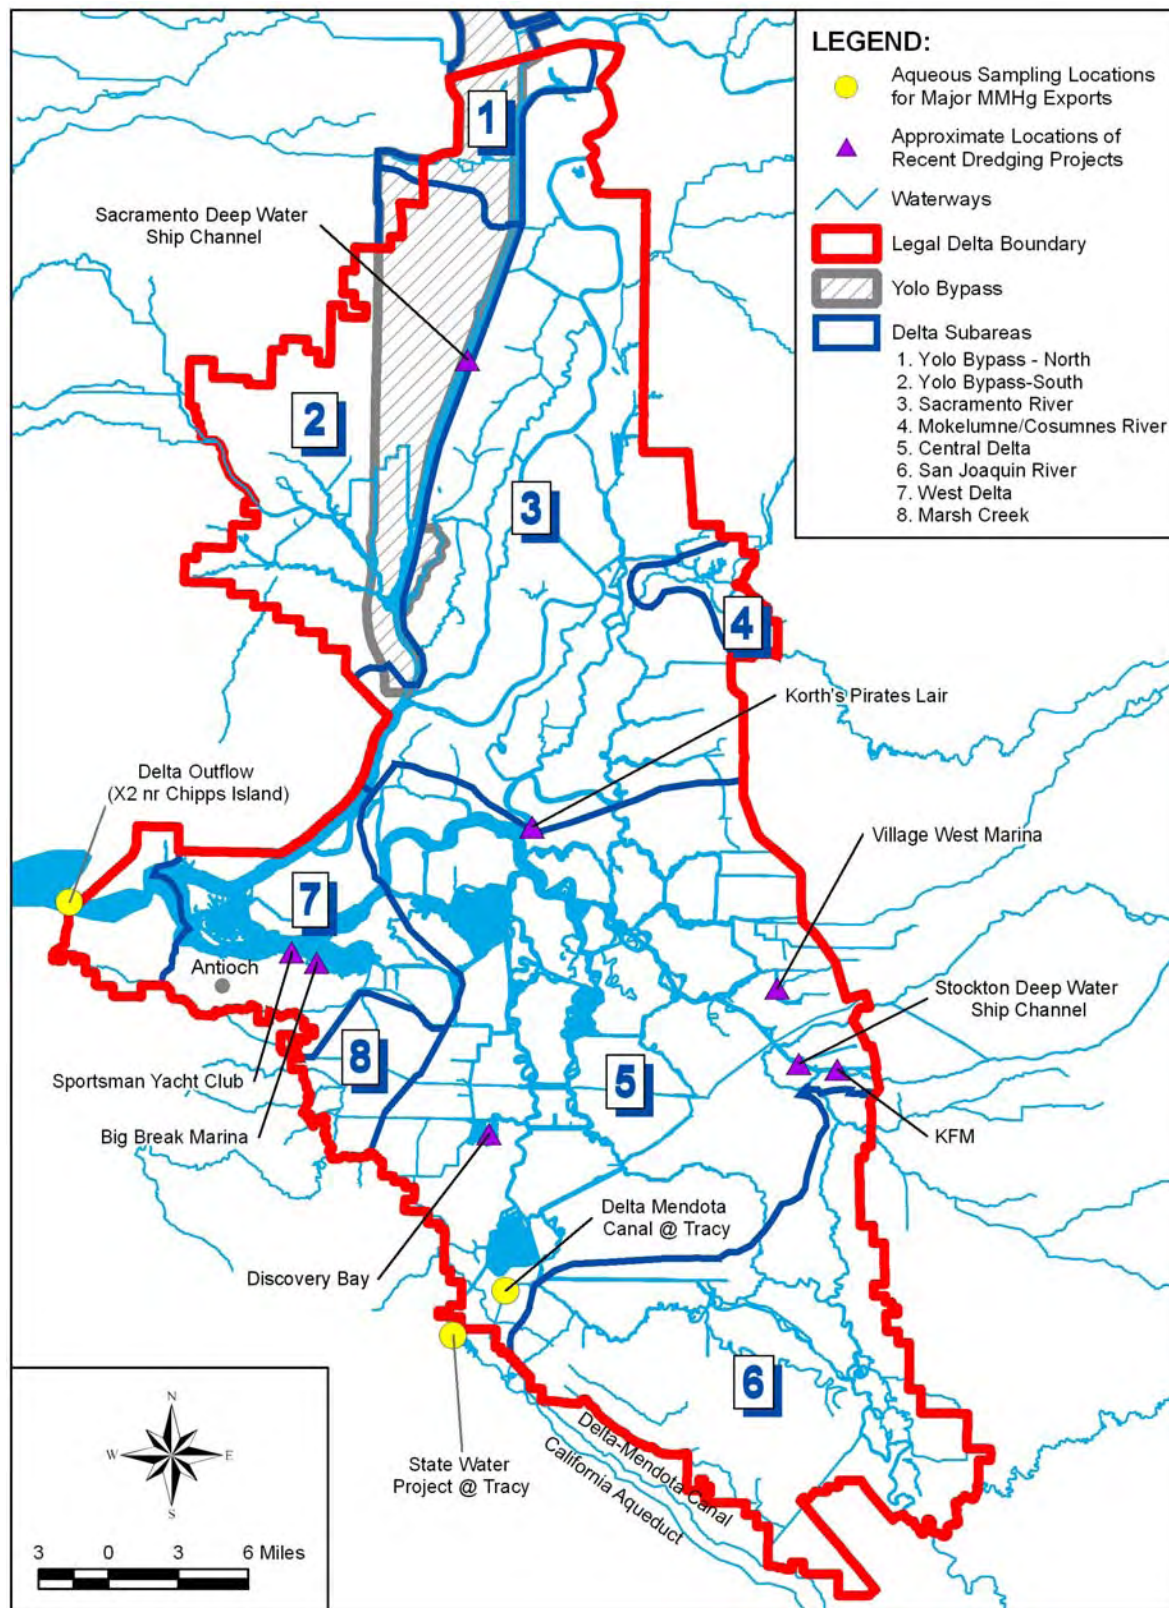 LEGEND:
Aqueous Sampling Locations
for Major MMHg Exports
Approximate Locations of
Recent Dredging Projects
Waterways
Legal Delta Boundary
Yolo Bypass
Delta Subareas
1. Yolo Bypass - North
2. Yolo Bypass-South
3. Sacramento River
4. Mokelumne/Cosumnes River
5. Central Delta
6. San Joaquin River
7. West Delta
8. Marsh Creek
1
Sacramento Deep Water
Ship Channel
2
3
4
Korth's Pirates Lair
Delta Outflow
(X2 nr Chipps Island)
Village West Marina
7
Antioch
Stockton Deep Water
Ship Channel
8
5
Sportsman Yacht Club
Big Break Marina
KFM
Delta Mendota
Canal @ Tracy
Discovery Bay
6
State Water
Project @ Tracy
Delta-Mendota Canal
California Aqueduct
N
W E
S
3 0 3 6 Miles